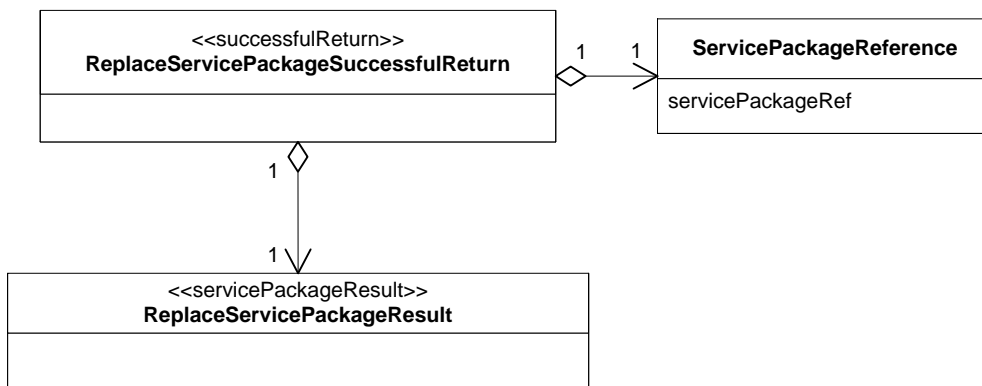 <<successfulReturn>>
ReplaceServicePackageSuccessfulReturn
1
1
ServicePackageReference
servicePackageRef
1
1
<<servicePackageResult>>
ReplaceServicePackageResult